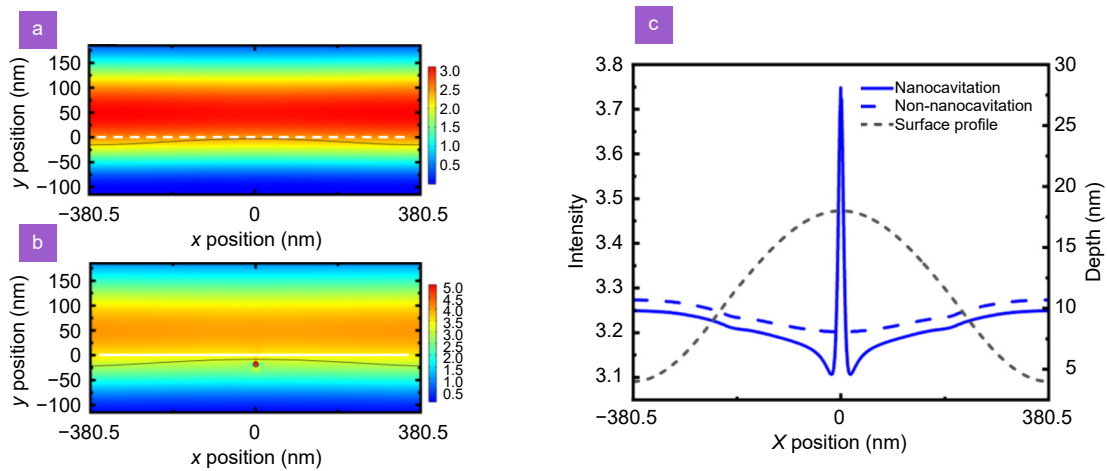 a
y position (nm)
150
100
50
0
−50
−100
−380.5 0 380.5
x position (nm)
3.0
2.5
2.0
1.5
1.0
0.5
b
y position (nm)
150
100
50
0
−50
−100
−380.5 0 380.5
x position (nm)
5.0
4.5
4.0
3.5
3.0
2.5
2.0
1.5
1.0
0.5
c
Intensity
3.8
3.7
3.6
3.5
3.4
3.3
3.2
3.1
Nanocavitation
Non-nanocavitation
Surface profile
30
25
20
15
10
5
Depth (nm)
−380.5 0 380.5
X position (nm)